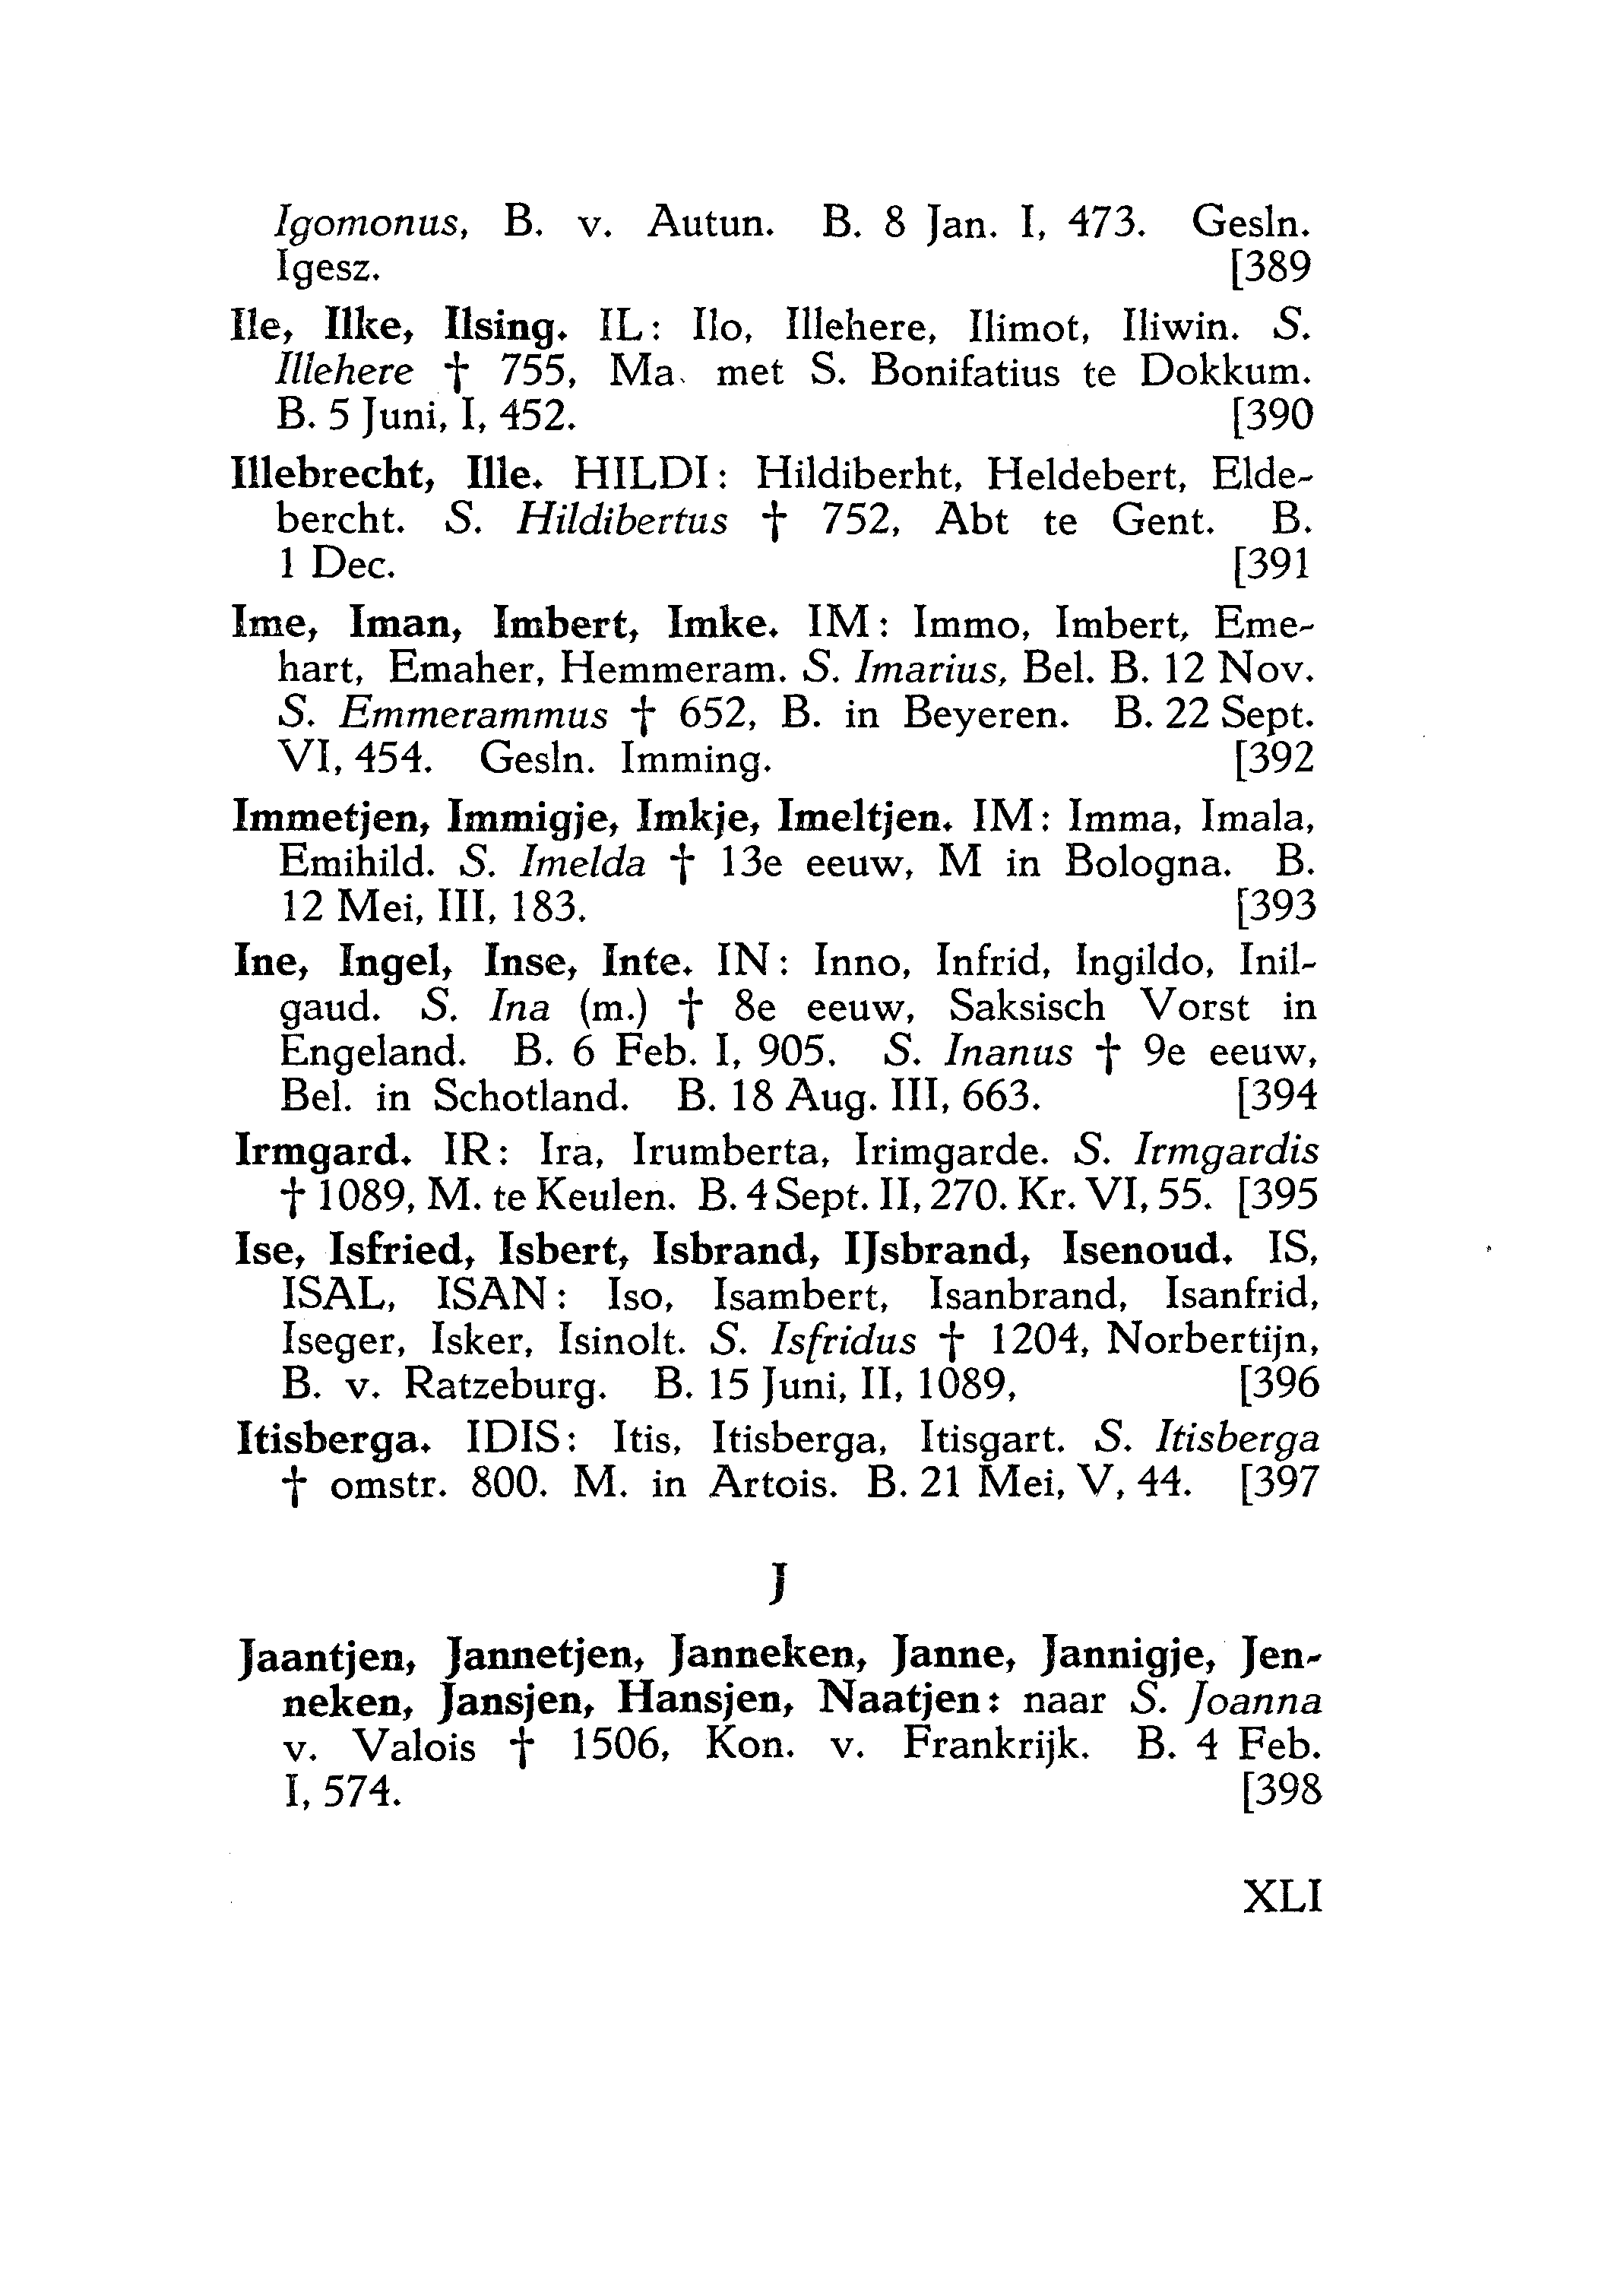 Igomonus, B. v. Autun. B. 8 Jan. I, 473. Gesln.
Igesz. [389
Ile, Ilke, Ilsing. IL: Ilo, Illehere, Ilimot, Iliwin. S.
Illehere † 755, Ma. met S. Bonifatius te Dokkum.
B. 5 Juni, I, 452. [390
Illebrecht, Ille. HILDI: Hildiberht, Heldebert, Elde-
bercht. S. Hildibertus † 752, Abt te Gent. B.
1 Dec. [391
Ime, Iman, Imbert, Imke. IM: Immo, Imbert, Eme-
hart, Emaher, Hemmeram. S. Imarius, Bel. B. 12 Nov.
S. Emmerammus † 652, B. in Beyeren. B. 22 Sept.
VI, 454. Gesln. Imming. [392
Immetjen, Immigje, Imkje, Imeltjen. IM: Imma, Imala,
Emihild. S. Imelda † 13e eeuw, M in Bologna. B.
12 Mei, III, 183. [393
Ine, Ingel, Inse, Inte. IN: Inno, Infrid, Ingildo, Inil-
gaud. S. Ina (m.) † 8e eeuw, Saksisch Vorst in
Engeland. B. 6 Feb. I, 905. S. Inanus † 9e eeuw,
Bel. in Schotland. B. 18 Aug. III, 663. [394
Irmgard. IR: Ira, Irumberta, Irimgarde. S. Irmgardis
† 1089, M. te Keulen. B. 4 Sept. II, 270. Kr. VI, 55. [395
Ise, Isfried, Isbert, Isbrand, IJsbrand, Isenoud. IS,
ISAL, ISAN: Iso, Isambert, Isanbrand, Isanfrid,
Iseger, Isker, Isinolt. S. Isfridus † 1204, Norbertijn,
B. v. Ratzeburg. B. 15 Juni, II, 1089, [396
Itisberga. IDIS: Itis, Itisberga, Itisgart. S. Itisberga
† omstr. 800. M. in Artois. B. 21 Mei, V, 44. [397
J
Jaantjen, Jannetjen, Janneken, Janne, Jannigje, Jen-
neken, Jansjen, Hansjen, Naatjen: naar S. Joanna
v. Valois † 1506, Kon. v. Frankrijk. B. 4 Feb.
I, 574. [398
XLI